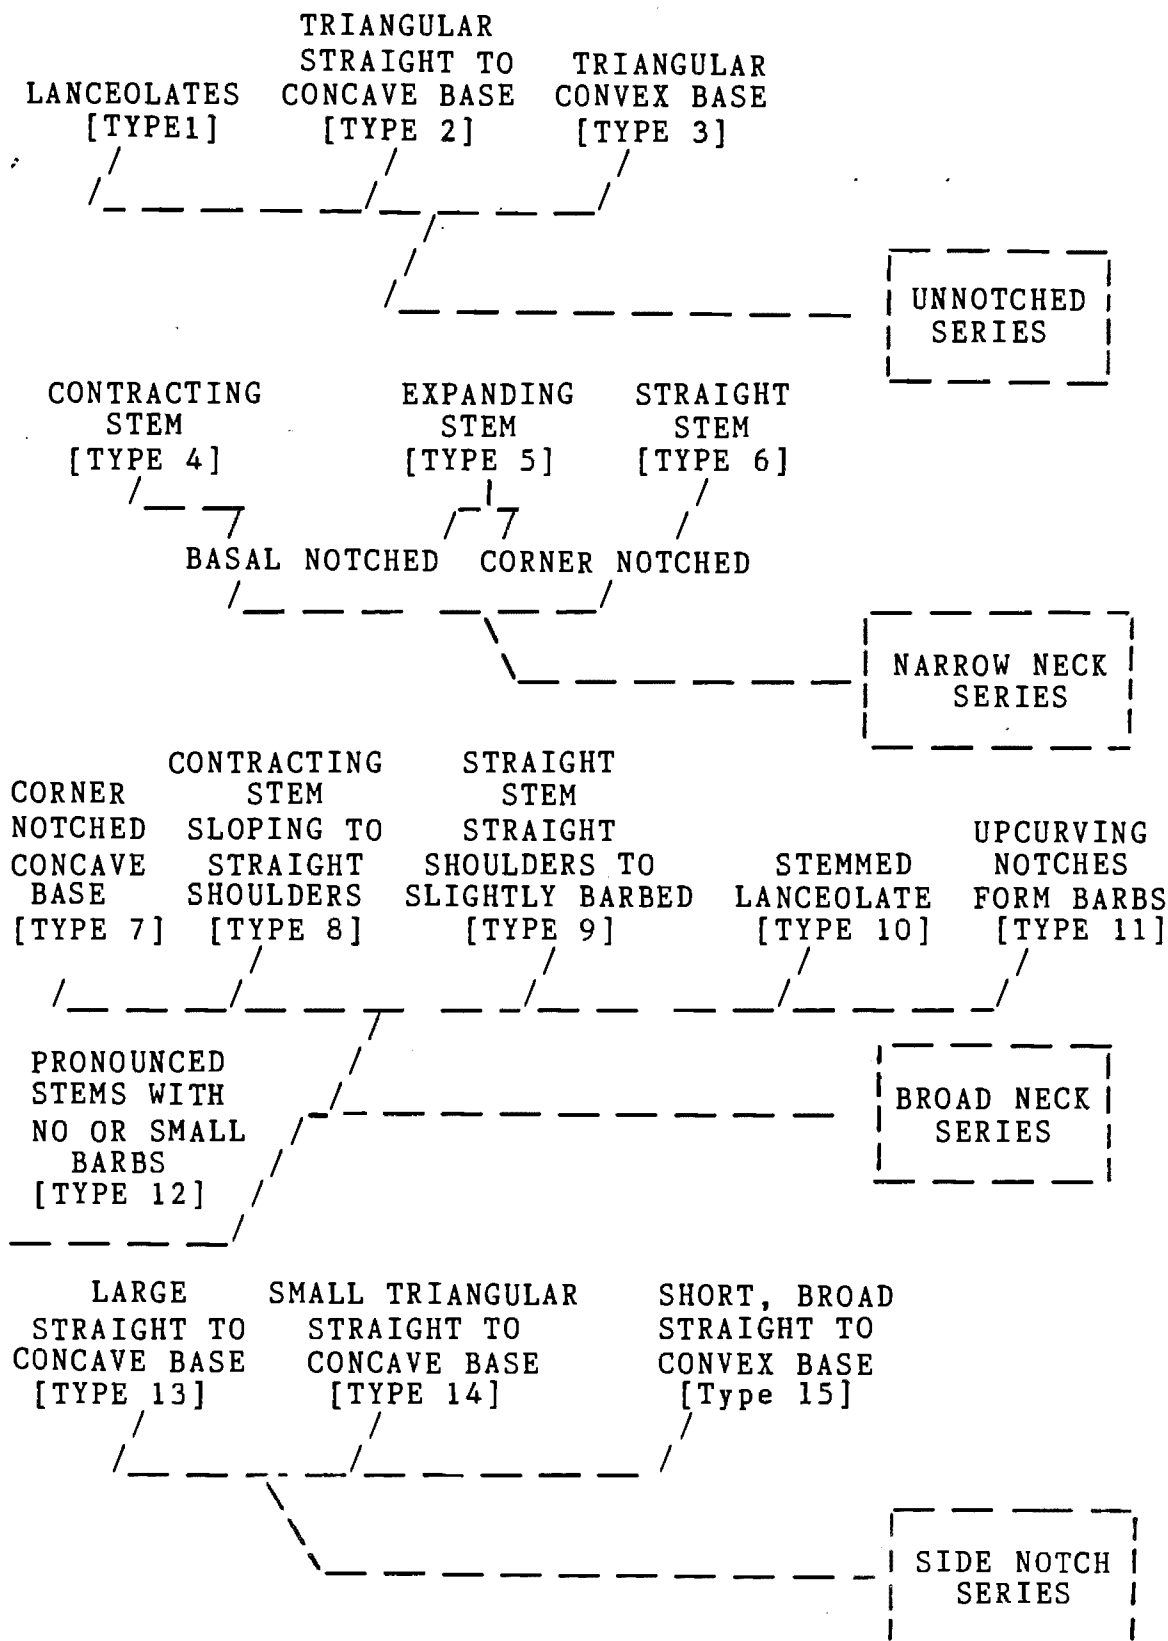 LANCEOLATES
[TYPE1]
TRIANGULAR
STRAIGHT TO
CONCAVE BASE
[TYPE 2]
TRIANGULAR
CONVEX BASE
[TYPE 3]
UNNOTCHED
SERIES
CONTRACTING
STEM
[TYPE 4]
EXPANDING
STEM
[TYPE 5]
STRAIGHT
STEM
[TYPE 6]
BASAL NOTCHED
CORNER NOTCHED
NARROW NECK
SERIES
CORNER
NOTCHED
CONCAVE
BASE
[TYPE 7]
CONTRACTING
STEM
SLOPING TO
STRAIGHT
SHOULDERS
[TYPE 8]
STRAIGHT
STEM
STRAIGHT
SHOULDERS TO
SLIGHTLY BARBED
[TYPE 9]
STEMMED
LANCEOLATE
[TYPE 10]
UPCURVING
NOTCHES
FORM BARBS
[TYPE 11]
PRONOUNCED
STEMS WITH
NO OR SMALL
BARBS
[TYPE 12]
BROAD NECK
SERIES
LARGE
STRAIGHT TO
CONCAVE BASE
[TYPE 13]
SMALL TRIANGULAR
STRAIGHT TO
CONCAVE BASE
[TYPE 14]
SHORT, BROAD
STRAIGHT TO
CONVEX BASE
[Type 15]
SIDE NOTCH
SERIES